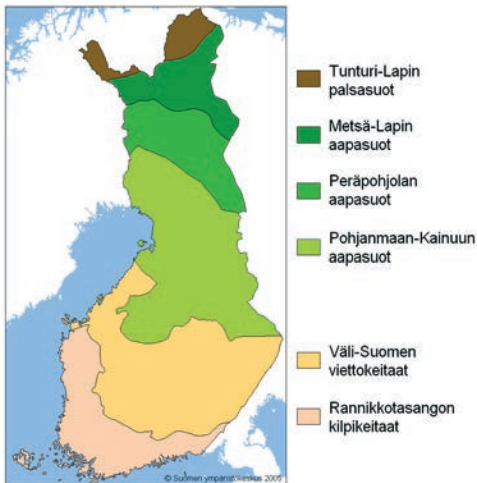 Tunturi-Lapin
palsasuot
Metsä-Lapin
aapasuot
Peräpohjolan
aapasuot
Pohjanmaan-Kainuun
aapasuot
Väli-Suomen
viettokeitaat
Rannikkotasangon
kilpikeitaat
© Suomen ympäristökeskus 2005